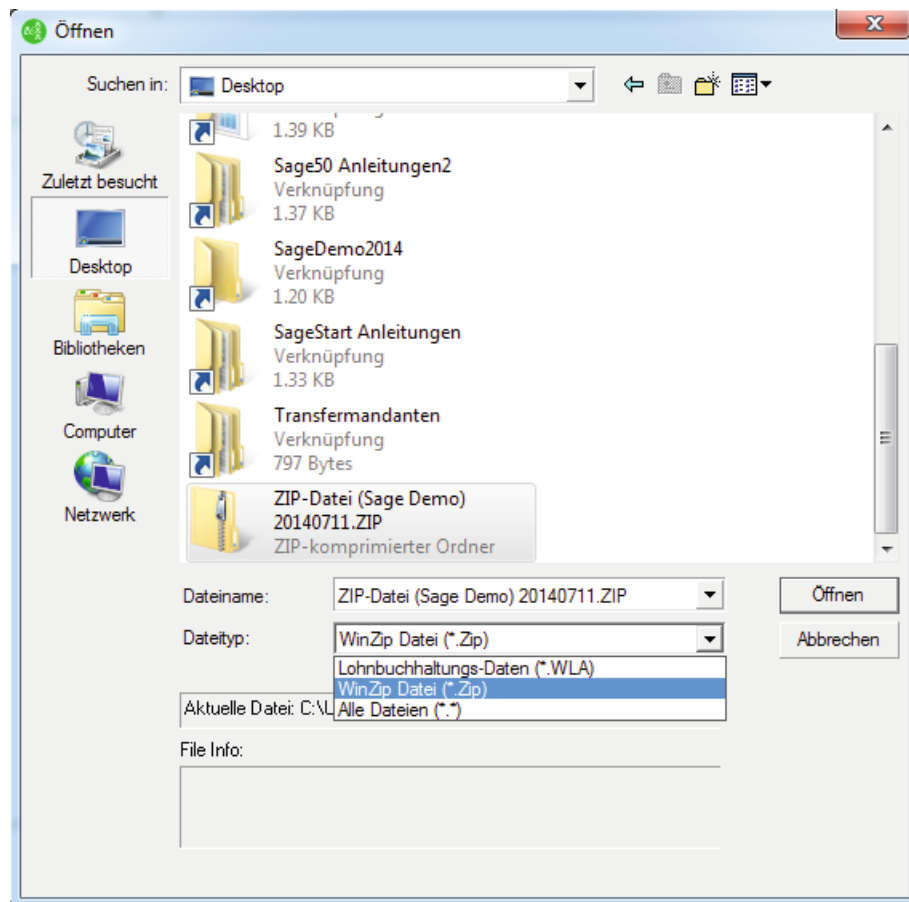 Öffnen
Suchen in:
Desktop
1.39 KB
Sage50 Anleitungen2
Verknüpfung
1.37 KB
SageDemo2014
Verknüpfung
1.20 KB
SageStart Anleitungen
Verknüpfung
1.33 KB
Transfermandanten
Verknüpfung
797 Bytes
ZIP-Datei (Sage Demo)
20140711.ZIP
ZIP-komprimierter Ordner
Zuletzt besucht
Desktop
Bibliotheken
Computer
Netzwerk
Dateiname:
ZIP-Datei (Sage Demo) 20140711.ZIP
Öffnen
Dateityp:
WinZip Datei (*.Zip)
Abbrechen
Lohnbuchhaltungs-Daten (*.WLA)
WinZip Datei (*.Zip)
Alle Dateien (*.*)
Aktuelle Datei: C:\
File Info: